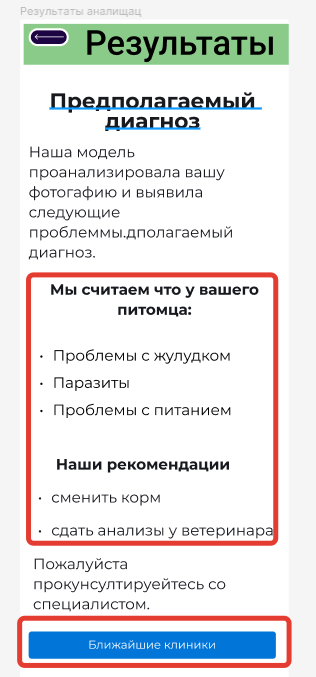 Результаты аналищац
Результаты
Предполагаемый
диагноз
Наша модель
проанализировала вашу
фотогафию и выявила
следующие
проблеммы.дполагаемый
диагноз.
Мы считаем что у вашего
питомца:
• Проблемы с жулудком
• Паразиты
• Проблемы с питанием
Наши рекомендации
• сменить корм
• сдать анализы у ветеринара
Пожалуйста
прокунсултируйтесь со
специалистом.
Ближайшие клиники